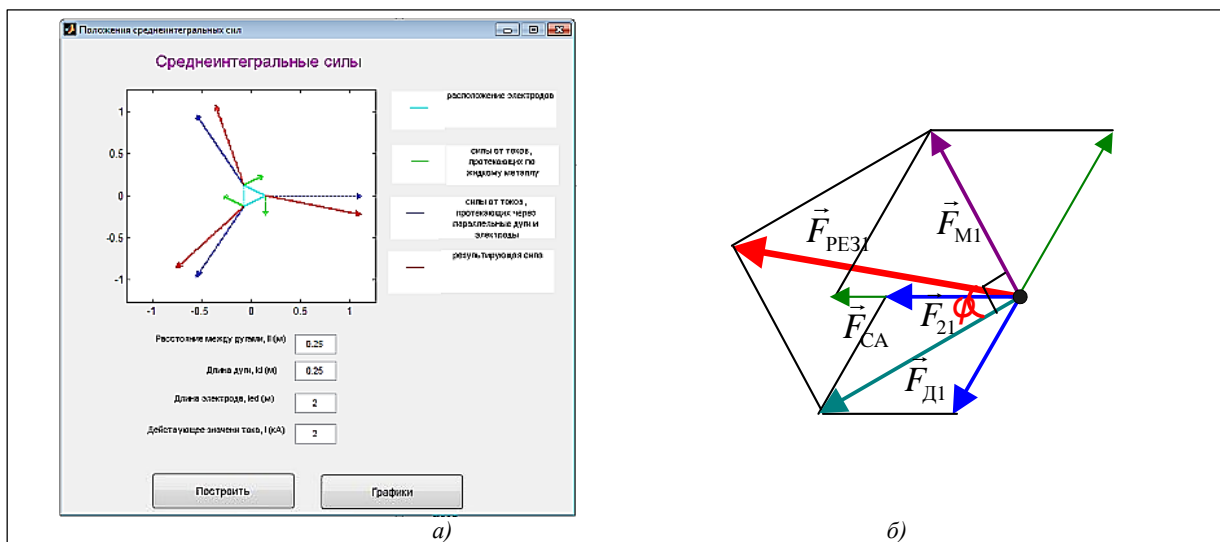 Положения среднеинтегральных сил
Среднеинтегральные силы
1
0.5
0
-0.5
-1
-1
-0.5
0
0.5
1
расположение электродов
силы от токов,
протекающих по
жидкому металлу
силы от токов,
протекающих через
параллельные дуги и
электроды
результирующая сила
Расстояние между дугами, ll (м)
0.25
Длина дуги, ld (м)
0.25
Длина электрода, led (м)
2
Действующее значени тока, I (кА)
2
Построить
Графики
а)
F РЕЗ1
F М1
F СА
F 21
φ
F Д1
б)